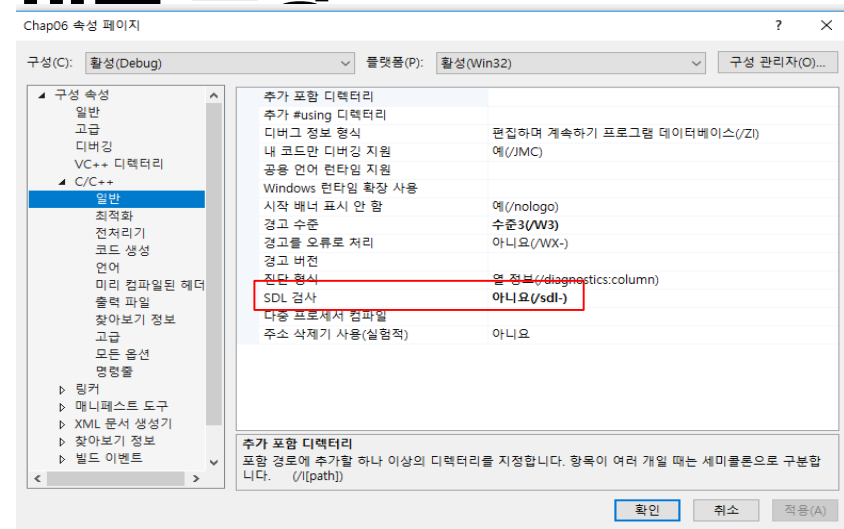 Chap06 속성 페이지
? ×
구성(C): 활성(Debug) 플랫폼(P): 활성(Win32) 구성 관리자(O)...
구성 속성
일반
고급
디버깅
VC++ 디렉터리
C/C++
일반
최적화
전처리기
코드 생성
언어
미리 컴파일된 헤더
출력 파일
찾아보기 정보
고급
모든 옵션
명령줄
링커
매니페스트 도구
XML 문서 생성기
찾아보기 정보
빌드 이벤트
추가 포함 디렉터리
추가 #using 디렉터리
디버그 정보 형식 편집하며 계속하기 프로그램 데이터베이스(/ZI)
내 코드만 디버깅 지원 예(/JMC)
공용 언어 런타임 지원
Windows 런타임 확장 사용
시작 배너 표시 안 함 예(/nologo)
경고 수준 수준3(/W3)
경고를 오류로 처리 아니요(/WX-)
경고 버전
진단 형식 열 정보(/diagnostics:column)
SDL 검사 아니요(/sdl-)
다중 프로세서 컴파일
주소 삭제기 사용(실험적) 아니요
추가 포함 디렉터리
포함 경로에 추가할 하나 이상의 디렉터리를 지정합니다. 항목이 여러 개일 때는 세미콜론으로 구분합
니다. (/I[path])
확인 취소 적용(A)